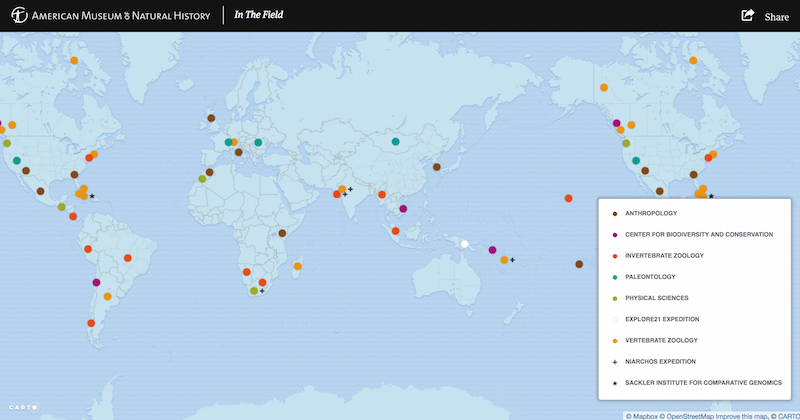 AMERICAN MUSEUM & NATURAL HISTORY
In The Field
Share
ANTHROPOLOGY
CENTER FOR BIODIVERSITY AND CONSERVATION
INVERTEBRATE ZOOLOGY
PALEONTOLOGY
PHYSICAL SCIENCES
EXPLORE21 EXPEDITION
VERTEBRATE ZOOLOGY
NIARCHOS EXPEDITION
SACKLER INSTITUTE FOR COMPARATIVE GENOMICS
CARTO
© Mapbox © OpenStreetMap Improve this map, © CARTO